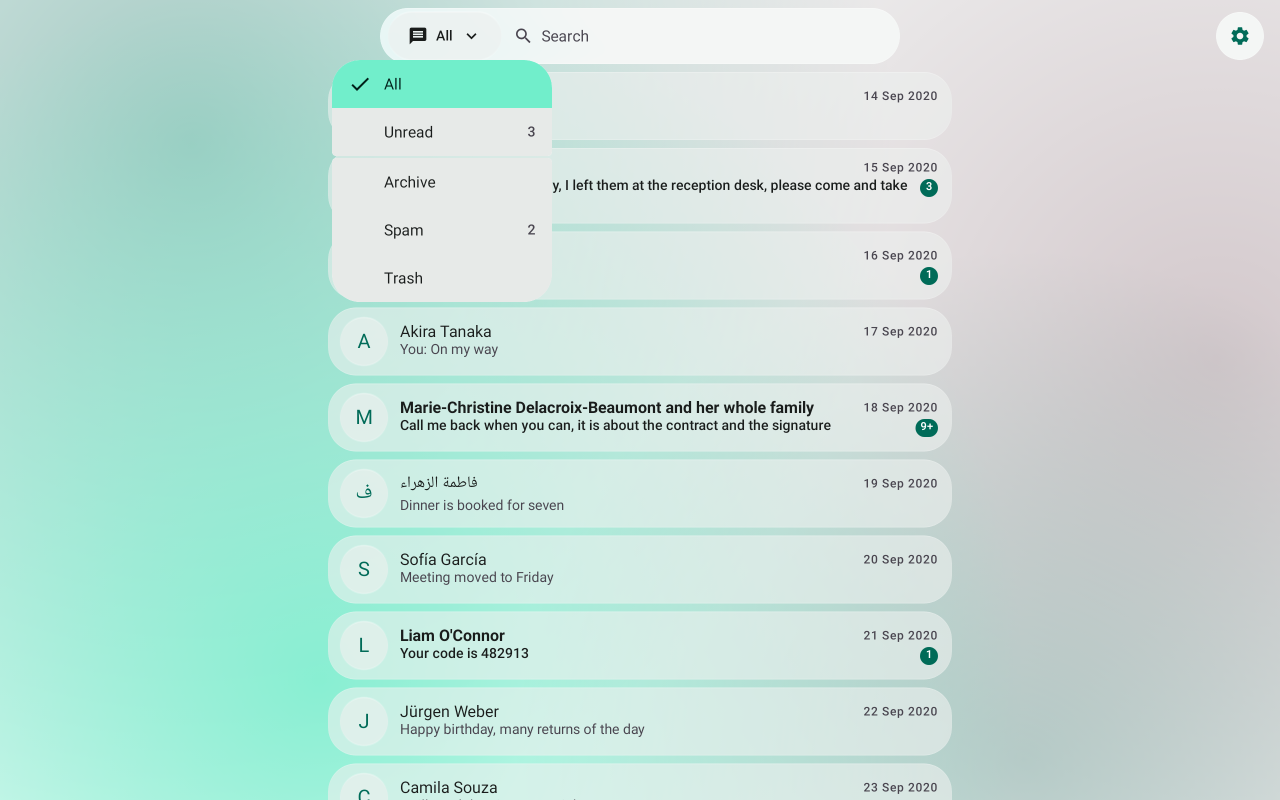 All
Search
All
Unread 3
Archive
Spam 2
Trash
14 Sep 2020
15 Sep 2020
, I left them at the reception desk, please come and take
3
16 Sep 2020
1
A
Akira Tanaka
17 Sep 2020
You: On my way
M
Marie-Christine Delacroix-Beaumont and her whole family
18 Sep 2020
Call me back when you can, it is about the contract and the signature
9+
ف
فاطمة الزهراء
19 Sep 2020
Dinner is booked for seven
S
Sofía García
20 Sep 2020
Meeting moved to Friday
L
Liam O'Connor
21 Sep 2020
Your code is 482913
1
J
Jürgen Weber
22 Sep 2020
Happy birthday, many returns of the day
C
Camila Souza
23 Sep 2020